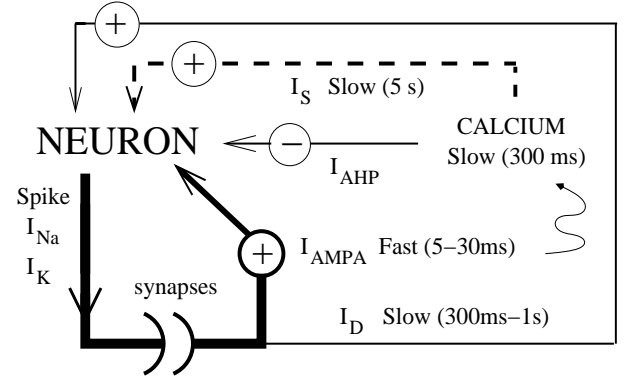 +
+
I_S Slow (5 s)
NEURON
−
CALCIUM
Slow (300 ms)
I_AHP
Spike
I_Na
I_K
+
I_AMPA Fast (5−30ms)
synapses
I_D Slow (300ms−1s)